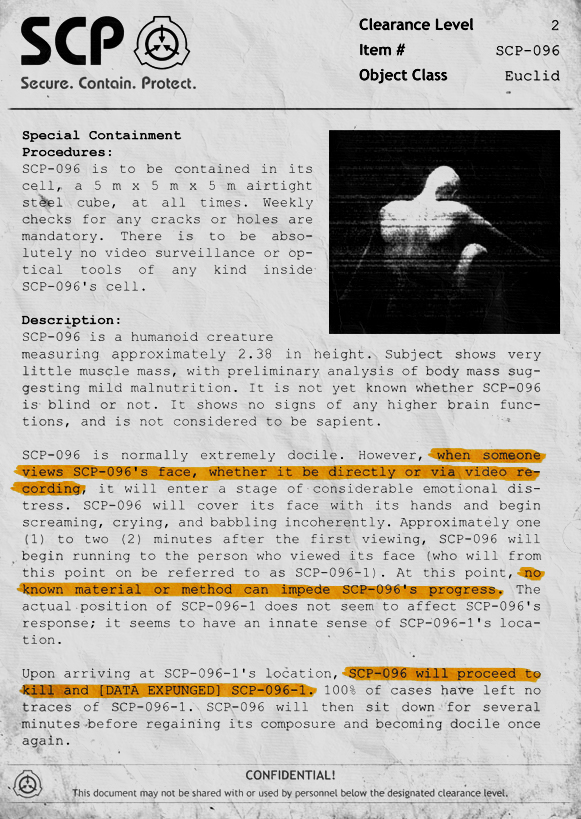 SCP
Secure. Contain. Protect.
Clearance Level 2
Item # SCP-096
Object Class Euclid
Special Containment
Procedures:
SCP-096 is to be contained in its
cell, a 5 m x 5 m x 5 m airtight
steel cube, at all times. Weekly
checks for any cracks or holes are
mandatory. There is to be abso-
lutely no video surveillance or op-
tical tools of any kind inside
SCP-096's cell.
Description:
SCP-096 is a humanoid creature
measuring approximately 2.38 in height. Subject shows very
little muscle mass, with preliminary analysis of body mass sug-
gesting mild malnutrition. It is not yet known whether SCP-096
is blind or not. It shows no signs of any higher brain func-
tions, and is not considered to be sapient.
SCP-096 is normally extremely docile. However, when someone
views SCP-096's face, whether it be directly or via video re-
cording, it will enter a stage of considerable emotional dis-
tress. SCP-096 will cover its face with its hands and begin
screaming, crying, and babbling incoherently. Approximately one
(1) to two (2) minutes after the first viewing, SCP-096 will
begin running to the person who viewed its face (who will from
this point on be referred to as SCP-096-1). At this point, no
known material or method can impede SCP-096's progress. The
actual position of SCP-096-1 does not seem to affect SCP-096's
response; it seems to have an innate sense of SCP-096-1's loca-
tion.
Upon arriving at SCP-096-1's location, SCP-096 will proceed to
kill and [DATA EXPUNGED] SCP-096-1. 100% of cases have left no
traces of SCP-096-1. SCP-096 will then sit down for several
minutes before regaining its composure and becoming docile once
again.
CONFIDENTIAL!
This document may not be shared with or used by personnel below the designated clearance level.